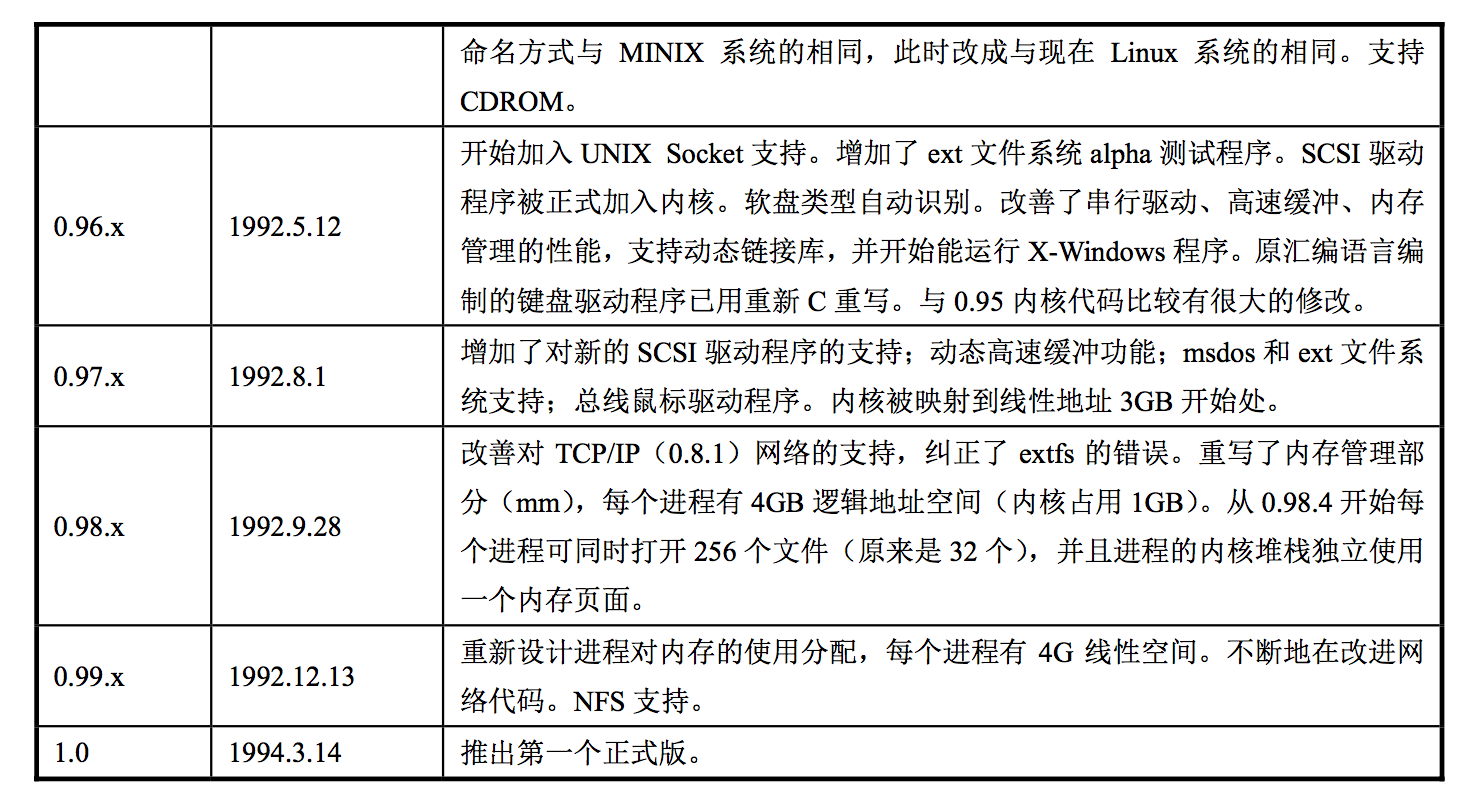 命名方式与 MINIX 系统的相同，此时改成与现在 Linux 系统的相同。支持
CDROM。
0.96.x
1992.5.12
开始加入 UNIX Socket 支持。增加了 ext 文件系统 alpha 测试程序。SCSI 驱动
程序被正式加入内核。软盘类型自动识别。改善了串行驱动、高速缓冲、内存
管理的性能，支持动态链接库，并开始能运行 X-Windows 程序。原汇编语言编
制的键盘驱动程序已用重新 C 重写。与 0.95 内核代码比较有很大的修改。
0.97.x
1992.8.1
增加了对新的 SCSI 驱动程序的支持；动态高速缓冲功能；msdos 和 ext 文件系
统支持；总线鼠标驱动程序。内核被映射到线性地址 3GB 开始处。
0.98.x
1992.9.28
改善对 TCP/IP（0.8.1）网络的支持，纠正了 extfs 的错误。重写了内存管理部
分（mm），每个进程有 4GB 逻辑地址空间（内核占用 1GB）。从 0.98.4 开始每
个进程可同时打开 256 个文件（原来是 32 个），并且进程的内核堆栈独立使用
一个内存页面。
0.99.x
1992.12.13
重新设计进程对内存的使用分配，每个进程有 4G 线性空间。不断地在改进网
络代码。NFS 支持。
1.0
1994.3.14
推出第一个正式版。